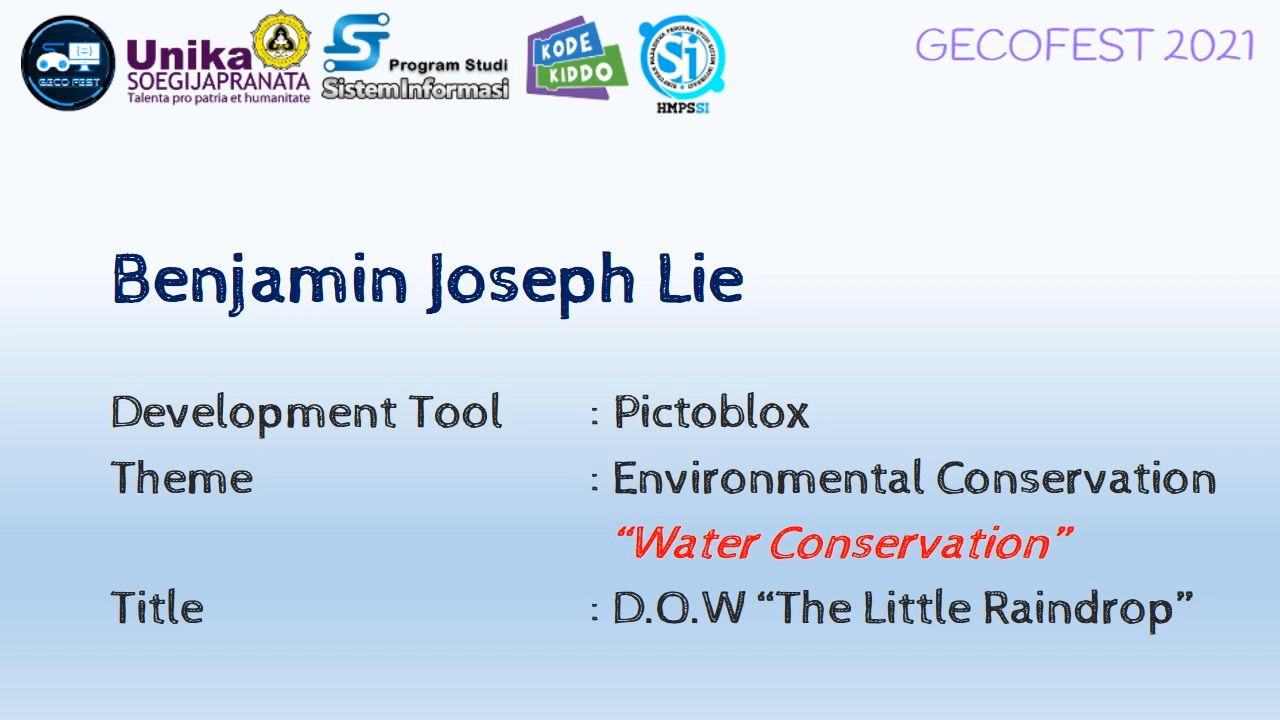 GECO FEST
Unika
SOEGIJAPRANATA
Talenta pro patria et humanitate
Program Studi
SistemInformasi
KODE
KIDDO
Si
HMPSSI
GECOFEST 2021
Benjamin Joseph Lie
Development Tool : Pictoblox
Theme : Environmental Conservation
“Water Conservation”
Title : D.O.W “The Little Raindrop”